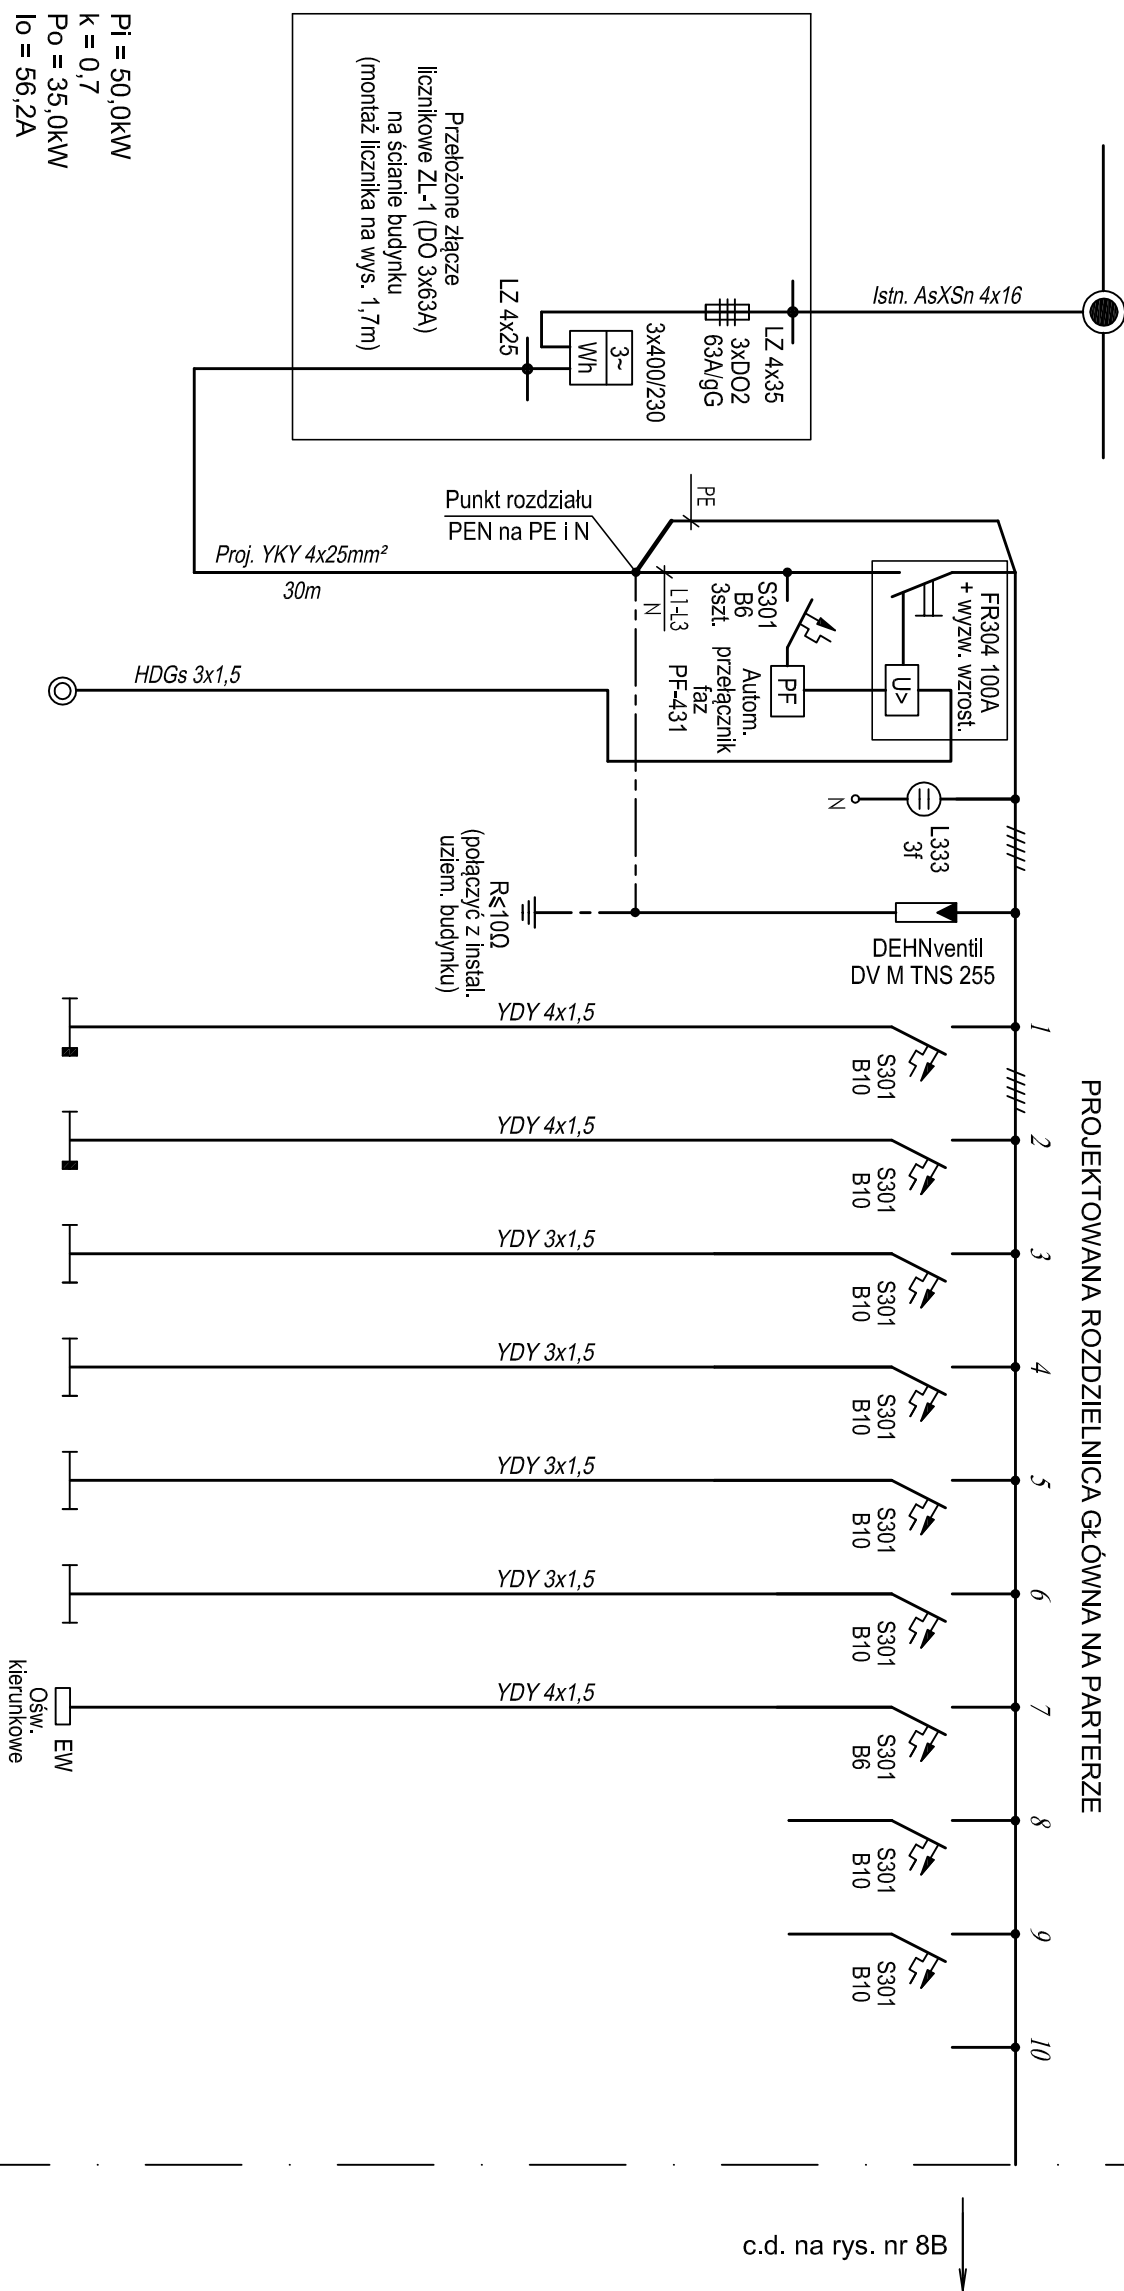 PROJEKTOWANA ROZDZIELNICA GŁÓWNA NA PARTERZE
Istn. AsXSn 4x16
LZ 4x35
3xDO2
63A/gG
3x400/230
3~
Wh
LZ 4x25
Przełożone złącze
licznikowe ZL-1 (DO 3x63A)
na ścianie budynku
(montaż licznika na wys. 1,7m)
Pi = 50,0kW
k = 0,7
Po = 35,0kW
Io = 56,2A
PE
Punkt rozdziału
PEN na PE i N
Proj. YKY 4x25mm²
30m
L1-L3
N
S301
B6
3szt.
FR304 100A
+ wyzw. wzrost.
U>
PF
Autom.
przełącznik
faz
PF-431
HDGs 3x1,5
N
L333
3f
DEHNventil
DV M TNS 255
R≤10Ω
(połączyć z instal.
uziem. budynku)
1
S301
B10
YDY 4x1,5
2
S301
B10
YDY 4x1,5
3
S301
B10
YDY 3x1,5
4
S301
B10
YDY 3x1,5
5
S301
B10
YDY 3x1,5
6
S301
B10
YDY 3x1,5
7
S301
B6
YDY 4x1,5
EW
Ośw.
kierunkowe
8
S301
B10
9
S301
B10
10
c.d. na rys. nr 8B